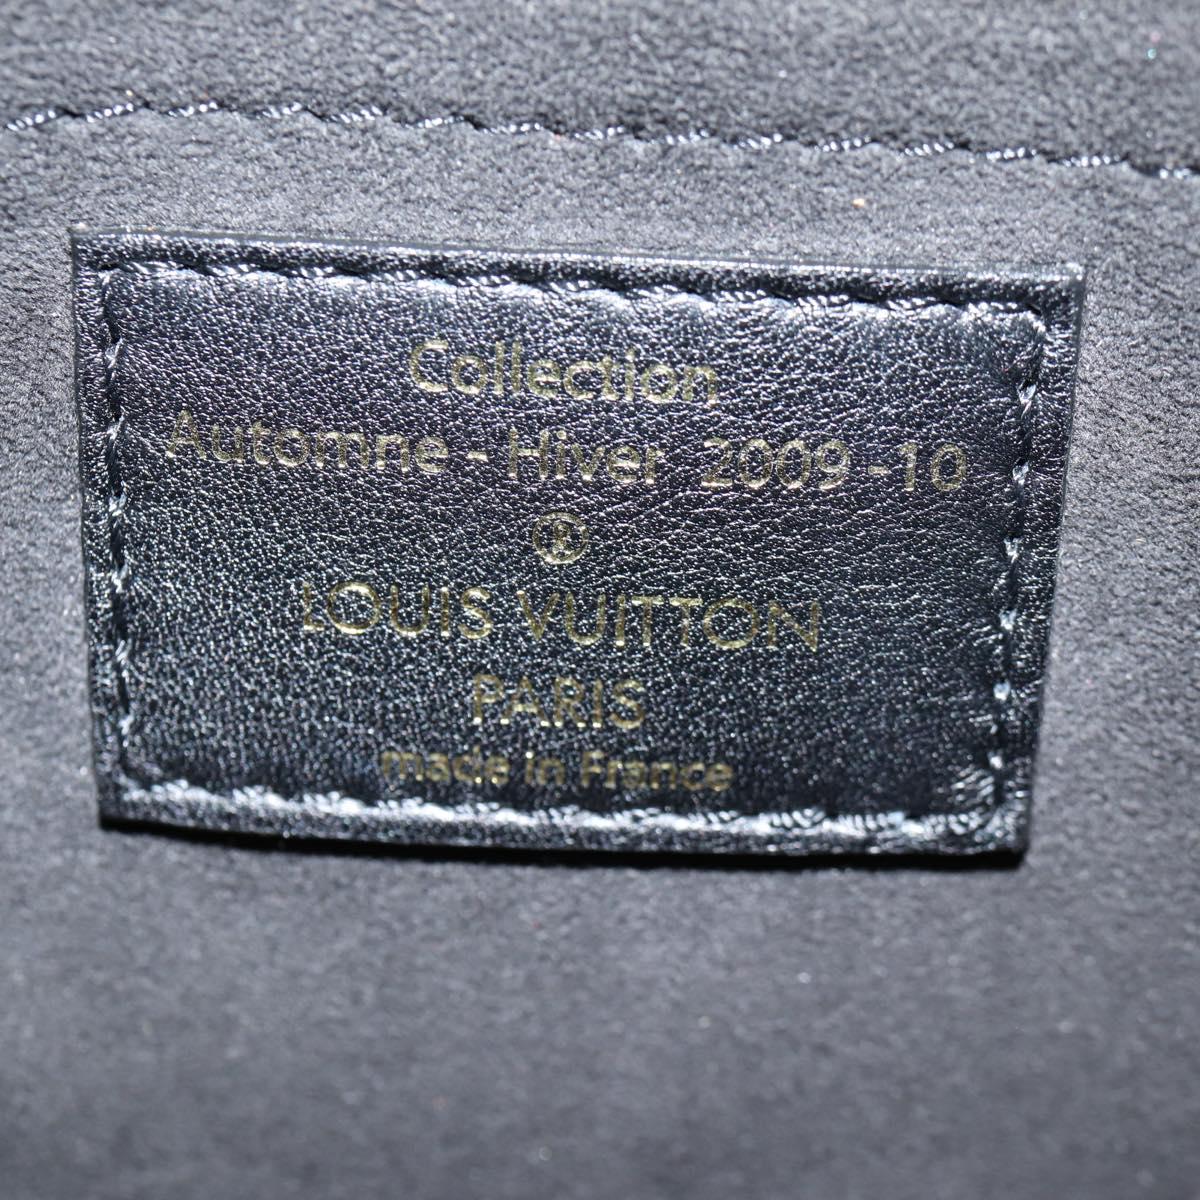 Collection
Automne - Hiver 2009 -10
®
LOUIS VUITTON
PARIS
made in France